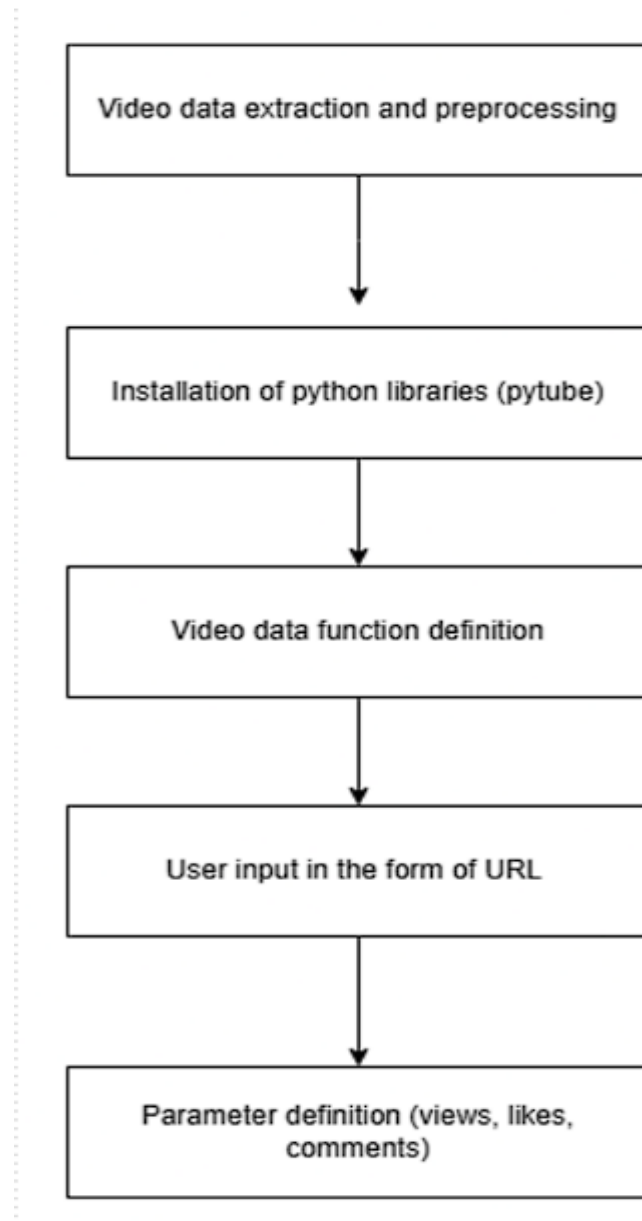 Video data extraction and preprocessing
Installation of python libraries (pytube)
Video data function definition
User input in the form of URL
Parameter definition (views, likes,
comments)